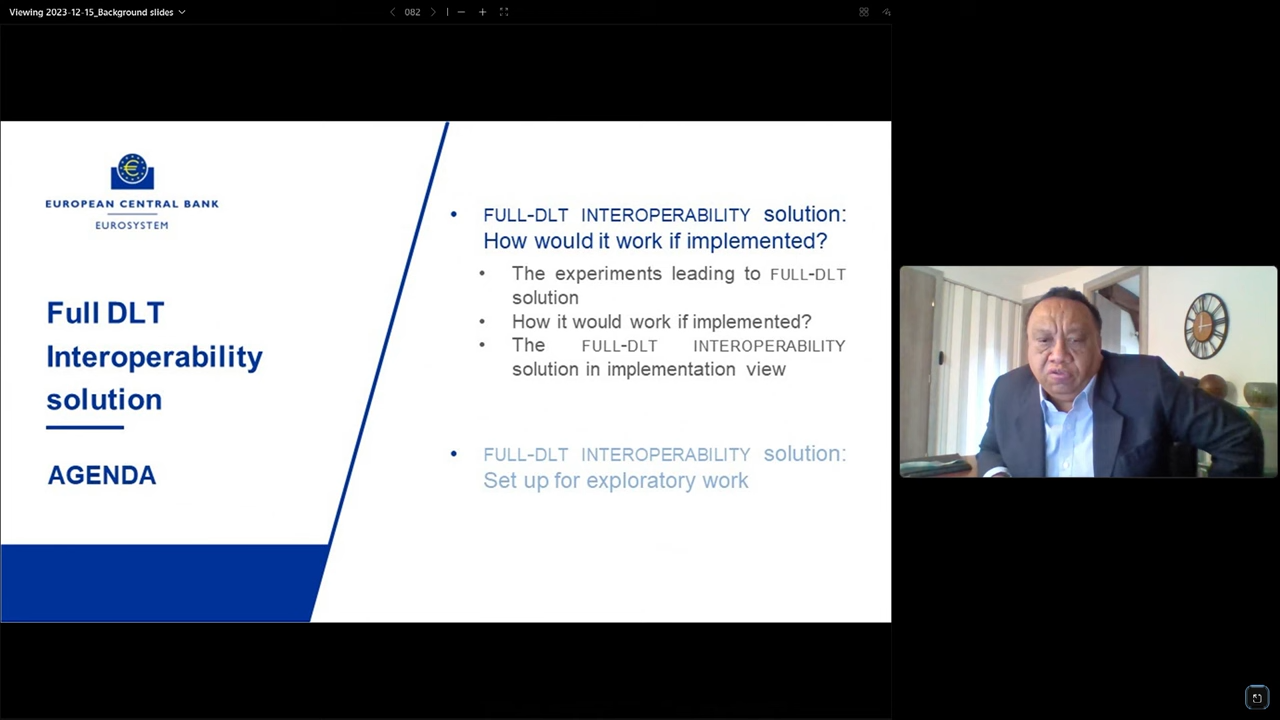 Viewing 2023-12-15_Background slides
082
EUROPEAN CENTRAL BANK
EUROSYSTEM
Full DLT
Interoperability
solution
AGENDA
• FULL-DLT INTEROPERABILITY solution:
How would it work if implemented?
• The experiments leading to FULL-DLT
solution
• How it would work if implemented?
• The FULL-DLT INTEROPERABILITY
solution in implementation view
• FULL-DLT INTEROPERABILITY solution:
Set up for exploratory work